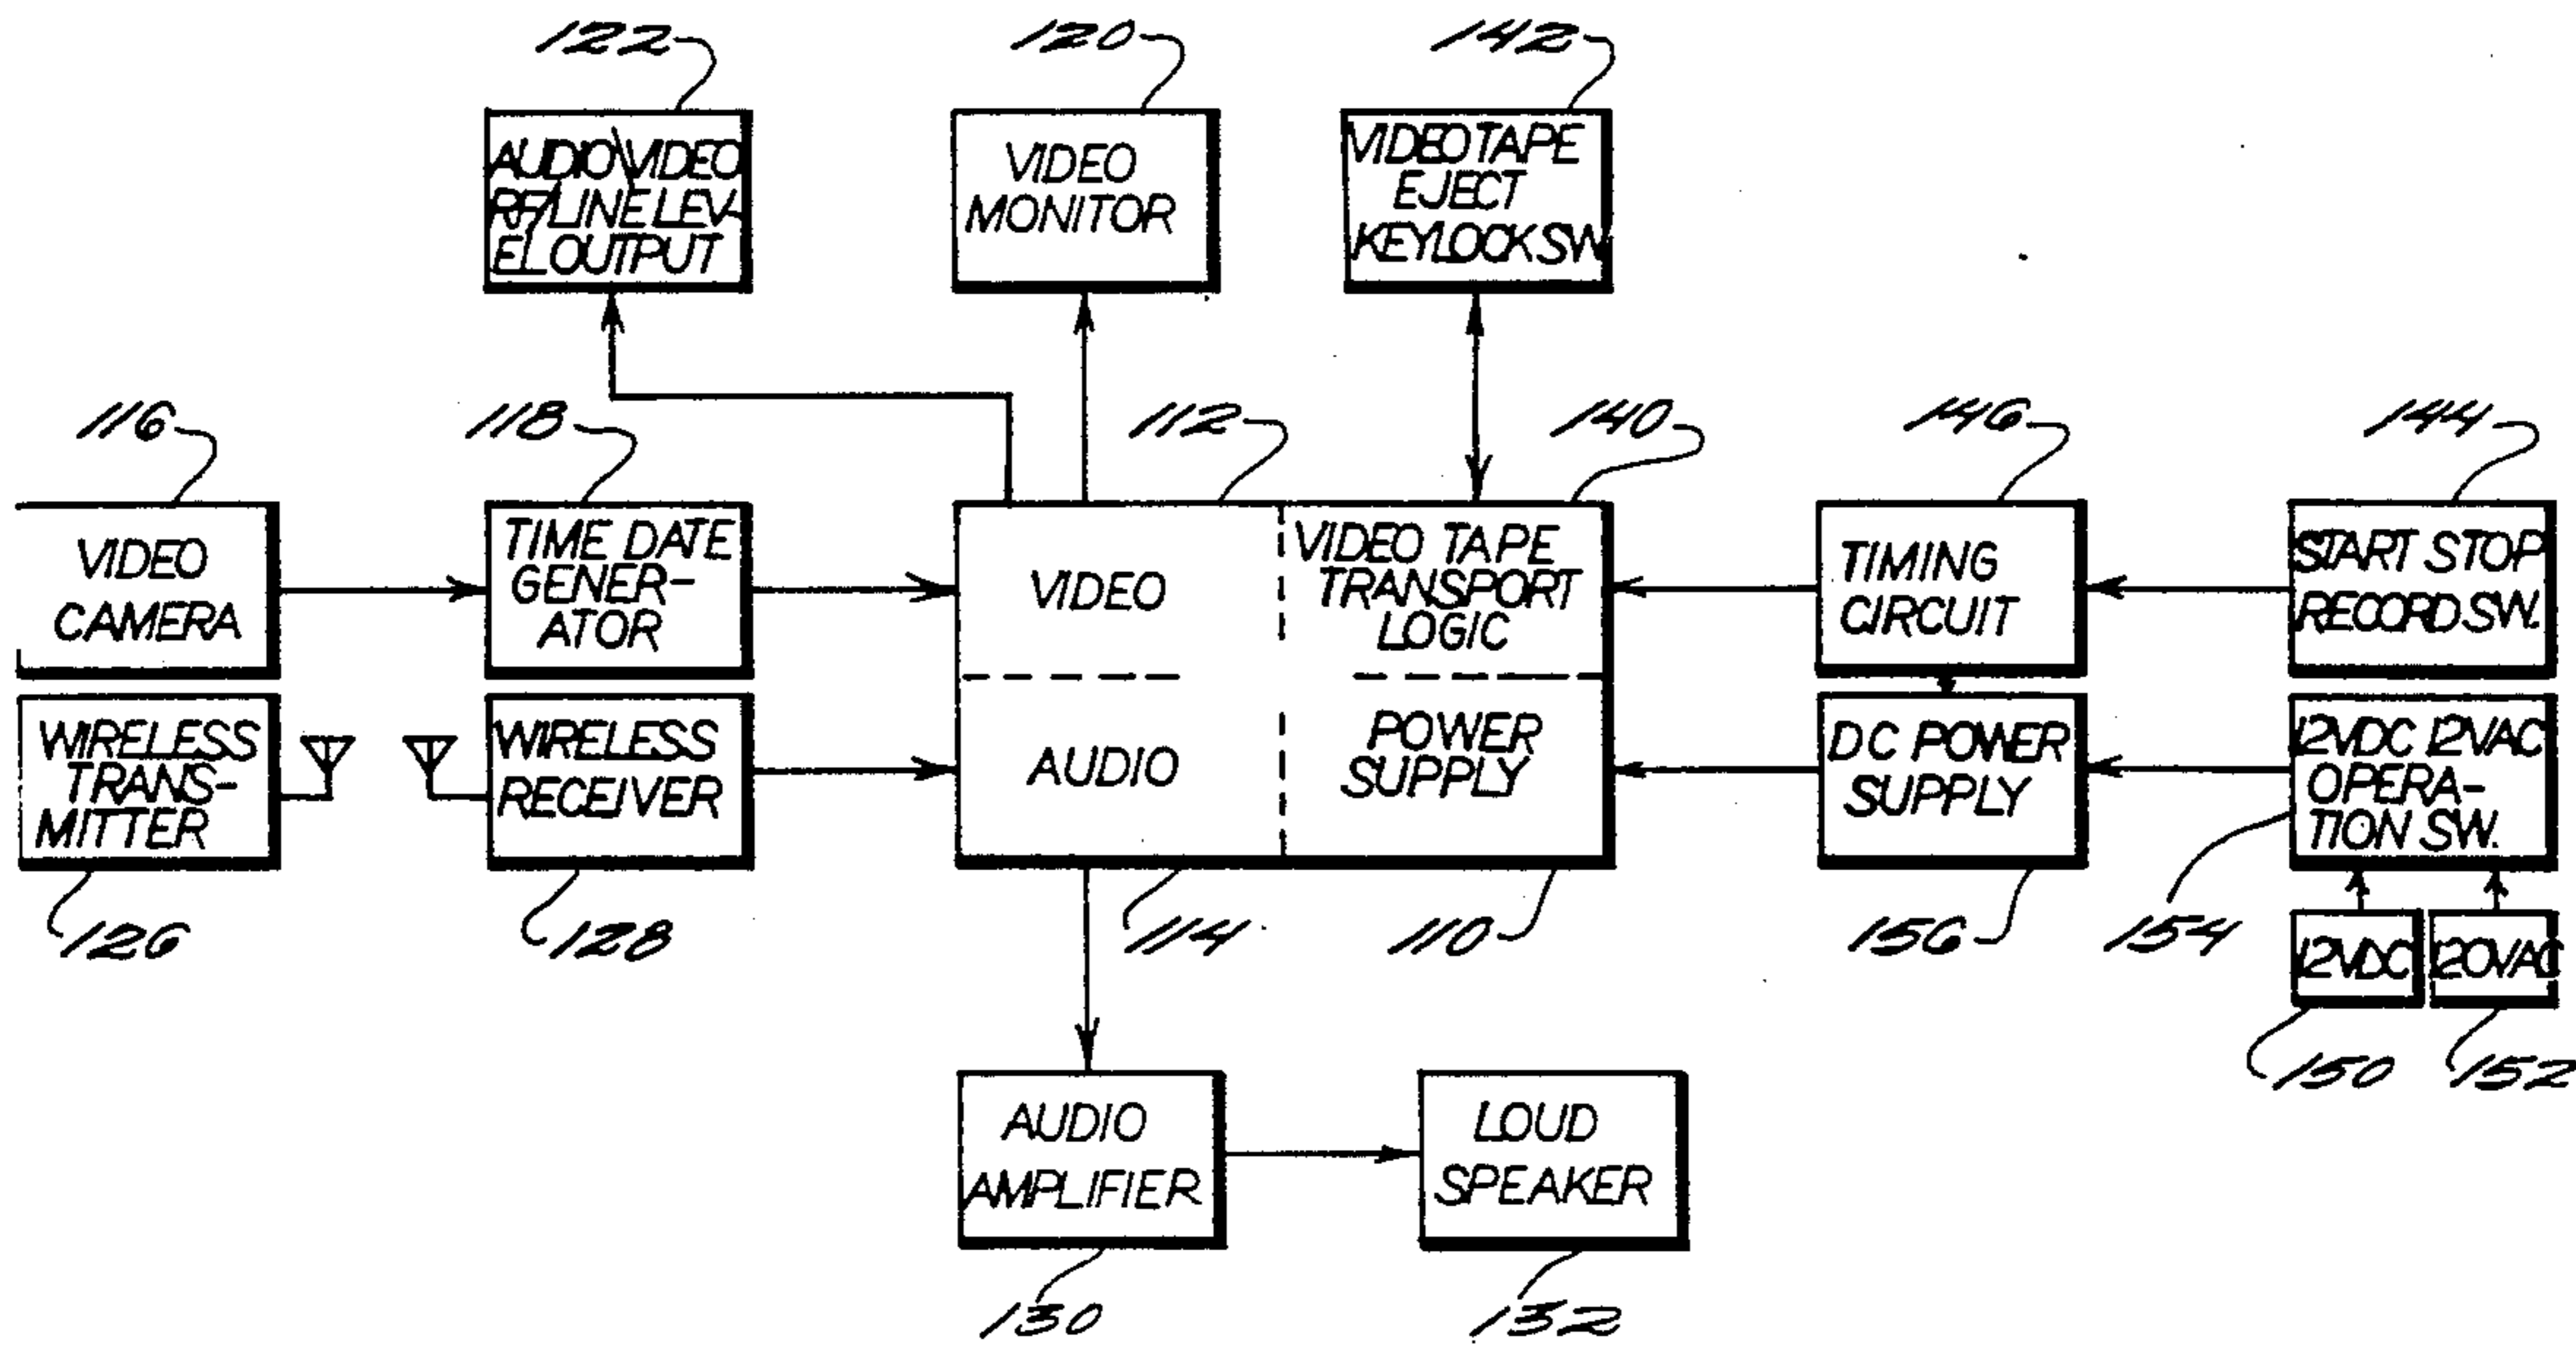 122
120
142
AUDIO\VIDEO
RF/LINE LEV-
EL OUTPUT
VIDEO
MONITOR
VIDEO TAPE
EJECT
KEYLOCK SW.
116
118
112
140
146
144
VIDEO
CAMERA
TIME DATE
GENER-
ATOR
VIDEO
VIDEO TAPE
TRANSPORT
LOGIC
TIMING
CIRCUIT
START STOP
RECORD SW.
WIRELESS
TRANS-
MITTER
WIRELESS
RECEIVER
AUDIO
POWER
SUPPLY
DC POWER
SUPPLY
12VDC 12VAC
OPERA-
TION SW.
126
128
114
110
156
154
12VDC
120VAC
150
152
AUDIO
AMPLIFIER
LOUD
SPEAKER
130
132